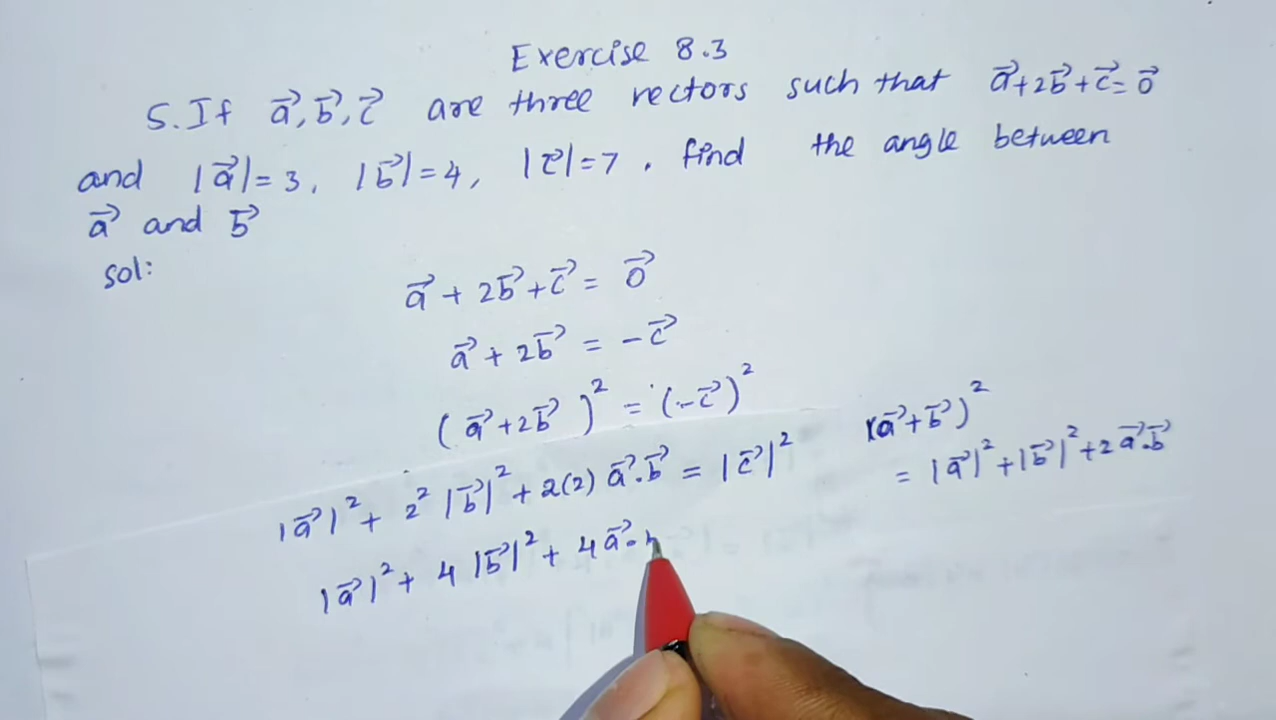 Exercise 8.3
5. If a⃗, b⃗, c⃗ are three vectors such that a⃗+2b⃗+c⃗=0⃗
and |a⃗|=3, |b⃗|=4, |c⃗|=7. find the angle between
a⃗ and b⃗
sol:
a⃗ + 2b⃗ + c⃗ = 0⃗
a⃗ + 2b⃗ = -c⃗
(a⃗+2b⃗)² = (-c⃗)²
|a⃗|² + 2² |b⃗|² + 2(2) a⃗.b⃗ = |c⃗|²
(a⃗+b⃗)²
= |a⃗|²+|b⃗|²+2a⃗.b⃗
|a⃗|² + 4 |b⃗|² + 4 a⃗.